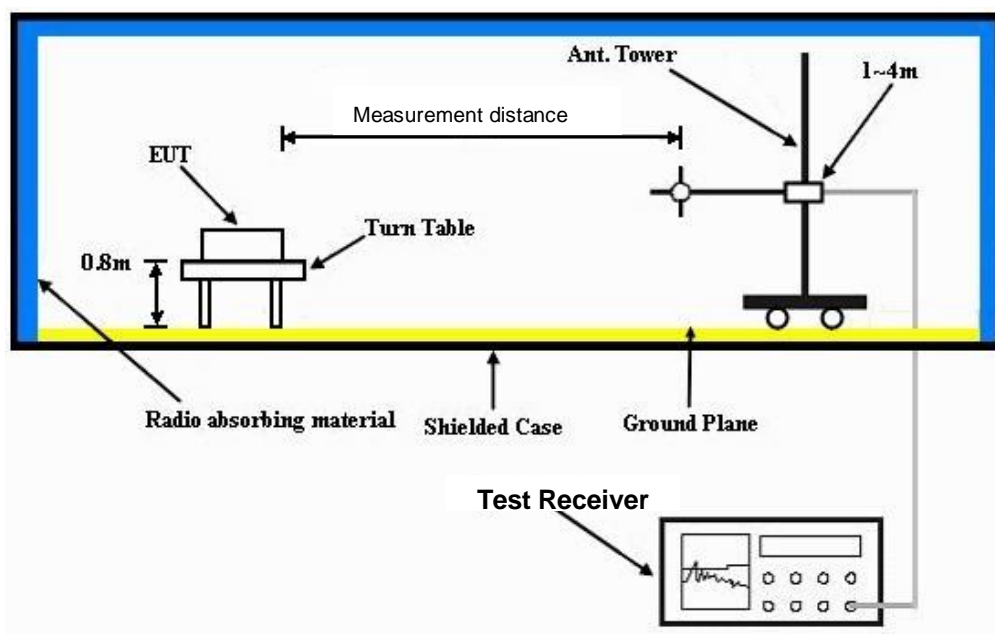 Ant. Tower
1~4m
Measurement distance
EUT
Turn Table
0.8m
Radio absorbing material
Shielded Case
Ground Plane
Test Receiver